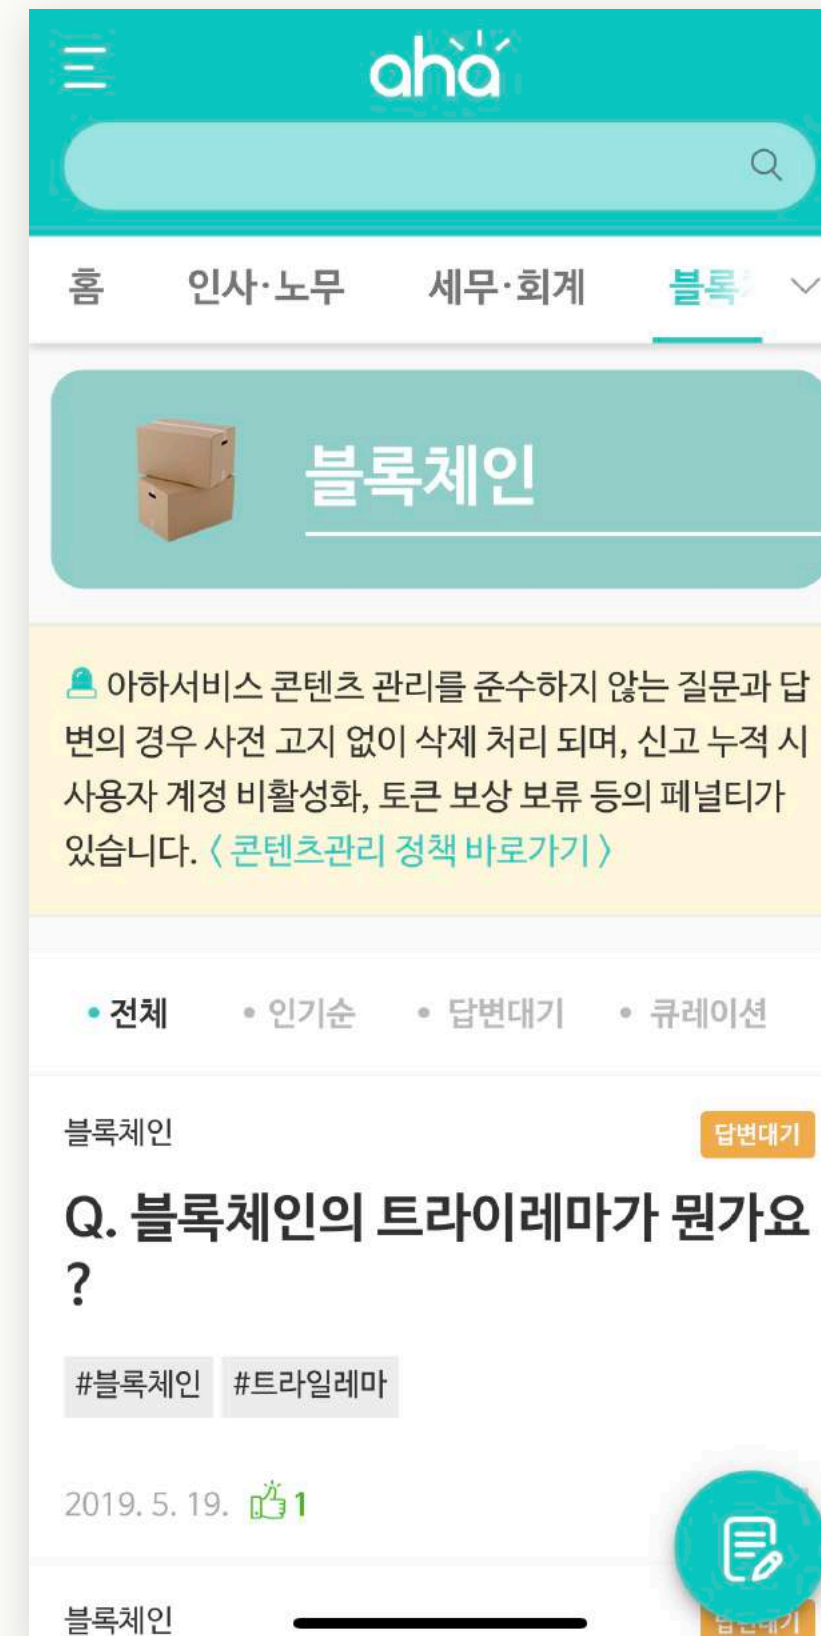 aha
홈 인사·노무 세무·회계 블록
블록체인
아하서비스 콘텐츠 관리를 준수하지 않는 질문과 답
변의 경우 사전 고지 없이 삭제 처리 되며, 신고 누적 시
사용자 계정 비활성화, 토큰 보상 보류 등의 페널티가
있습니다. < 콘텐츠관리 정책 바로가기 >
• 전체 • 인기순 • 답변대기 • 큐레이션
블록체인 답변대기
Q. 블록체인의 트라이레마가 뭔가요
?
#블록체인 #트라일레마
2019. 5. 19. 1
블록체인 답변대기